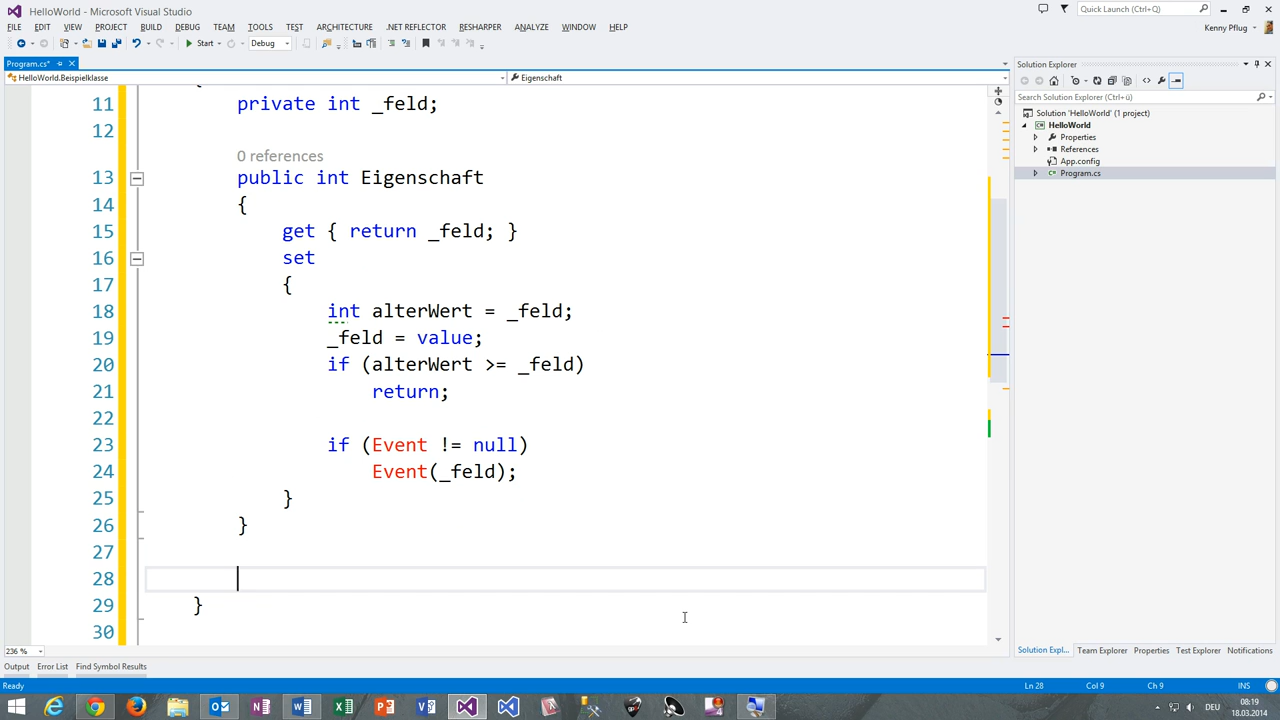 HelloWorld - Microsoft Visual Studio
Quick Launch (Ctrl+Q)
FILE EDIT VIEW PROJECT BUILD DEBUG TEAM TOOLS TEST ARCHITECTURE .NET REFLECTOR RESHARPER ANALYZE WINDOW HELP
Kenny Pflug
Start Debug
Program.cs*
HelloWorld.Beispielklasse
Eigenschaft
11 private int _feld;
12
0 references
13 public int Eigenschaft
14 {
15 get { return _feld; }
16 set
17 {
18 int alterWert = _feld;
19 _feld = value;
20 if (alterWert >= _feld)
21 return;
22
23 if (Event != null)
24 Event(_feld);
25 }
26 }
27
28
29 }
30
236 %
Solution Explorer
Search Solution Explorer (Ctrl+ü)
Solution 'HelloWorld' (1 project)
HelloWorld
Properties
References
App.config
Program.cs
Solution Expl... Team Explorer Properties Test Explorer Notifications
Output Error List Find Symbol Results
Ready
Ln 28 Col 9 Ch 9 INS
DEU
08:19
18.03.2014